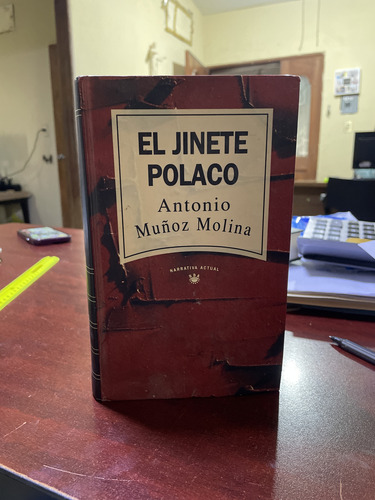 EL JINETE
POLACO
Antonio
Muñoz Molina
NARRATIVA ACTUAL